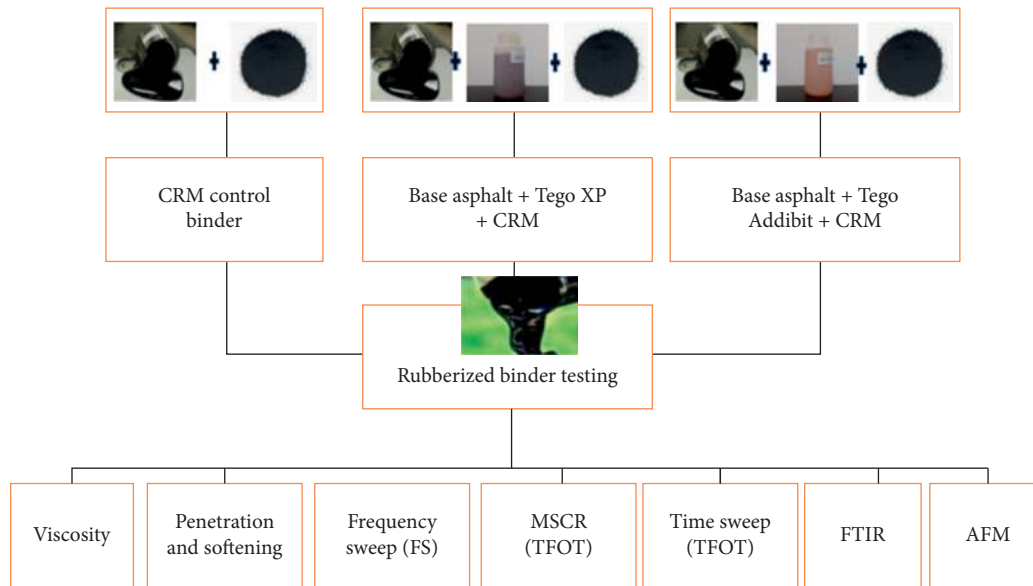 CRM control
binder
Base asphalt + Tego XP
+ CRM
Base asphalt + Tego
Addibit + CRM
Rubberized binder testing
Viscosity
Penetration
and softening
Frequency
sweep (FS)
MSCR
(TFOT)
Time sweep
(TFOT)
FTIR
AFM